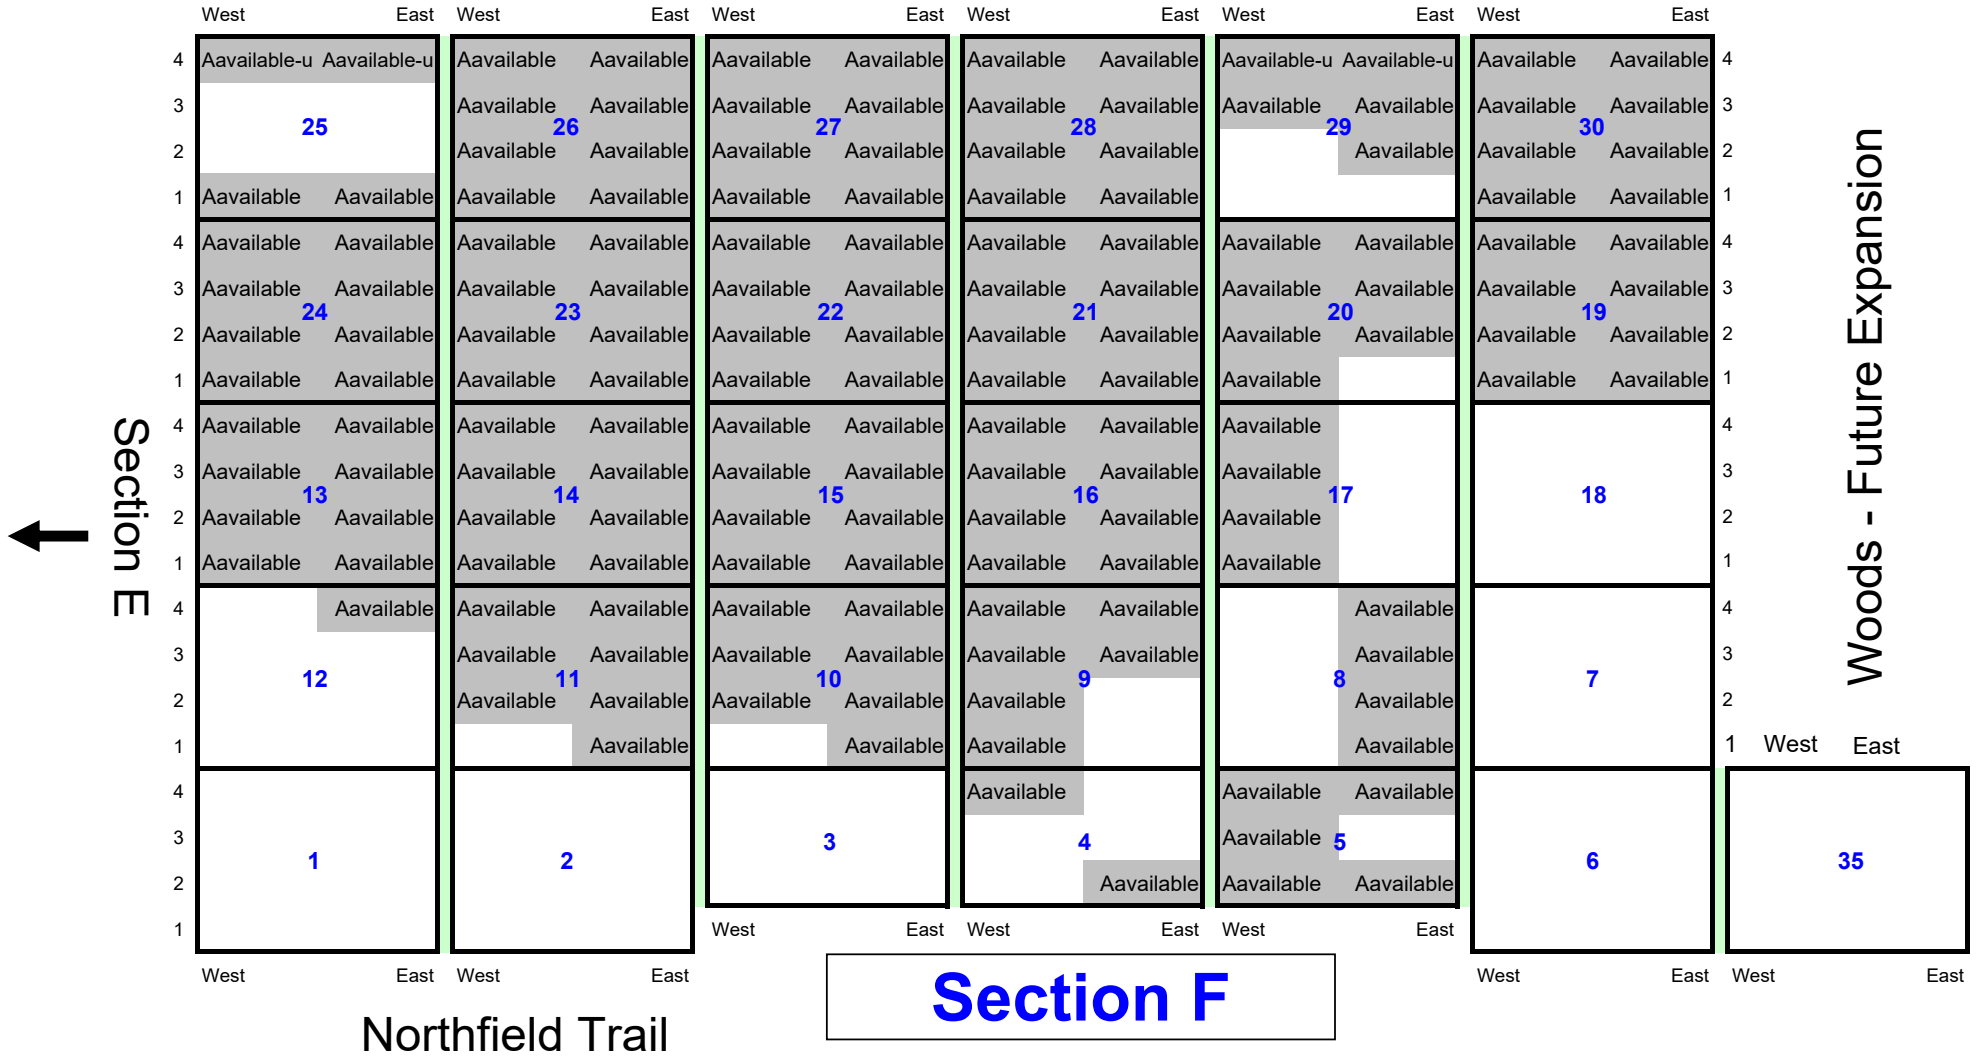 West East West East West East West East West East West East
4 Aavailable-u Aavailable-u Aavailable Aavailable Aavailable Aavailable Aavailable Aavailable Aavailable-u Aavailable-u Aavailable Aavailable 4
3 Aavailable Aavailable Aavailable Aavailable Aavailable Aavailable Aavailable Aavailable Aavailable Aavailable 3
25 26 27 28 29 30
2 Aavailable Aavailable Aavailable Aavailable Aavailable Aavailable Aavailable Aavailable Aavailable 2
1 Aavailable Aavailable Aavailable Aavailable Aavailable Aavailable Aavailable Aavailable Aavailable Aavailable 1
4 Aavailable Aavailable Aavailable Aavailable Aavailable Aavailable Aavailable Aavailable Aavailable Aavailable Aavailable Aavailable 4
3 Aavailable Aavailable Aavailable Aavailable Aavailable Aavailable Aavailable Aavailable Aavailable Aavailable Aavailable Aavailable 3
24 23 22 21 20 19
2 Aavailable Aavailable Aavailable Aavailable Aavailable Aavailable Aavailable Aavailable Aavailable Aavailable Aavailable Aavailable 2
1 Aavailable Aavailable Aavailable Aavailable Aavailable Aavailable Aavailable Aavailable Aavailable Aavailable Aavailable 1
4 Aavailable Aavailable Aavailable Aavailable Aavailable Aavailable Aavailable Aavailable Aavailable 4
3 Aavailable Aavailable Aavailable Aavailable Aavailable Aavailable Aavailable Aavailable Aavailable 3
13 14 15 16 17 18
2 Aavailable Aavailable Aavailable Aavailable Aavailable Aavailable Aavailable Aavailable Aavailable 2
1 Aavailable Aavailable Aavailable Aavailable Aavailable Aavailable Aavailable Aavailable Aavailable 1
4 Aavailable Aavailable Aavailable Aavailable Aavailable Aavailable Aavailable Aavailable 4
3 Aavailable Aavailable Aavailable Aavailable Aavailable Aavailable Aavailable 3
12 11 10 9 8 7
2 Aavailable Aavailable Aavailable Aavailable Aavailable Aavailable 2
1 Aavailable Aavailable Aavailable Aavailable 1 West East
4 Aavailable Aavailable Aavailable
3 Aavailable
3 4 5
1 2 6 35
2 Aavailable Aavailable Aavailable
1 West East West East West East
West East West East West East West East
Section E
Woods - Future Expansion
Section F
Northfield Trail